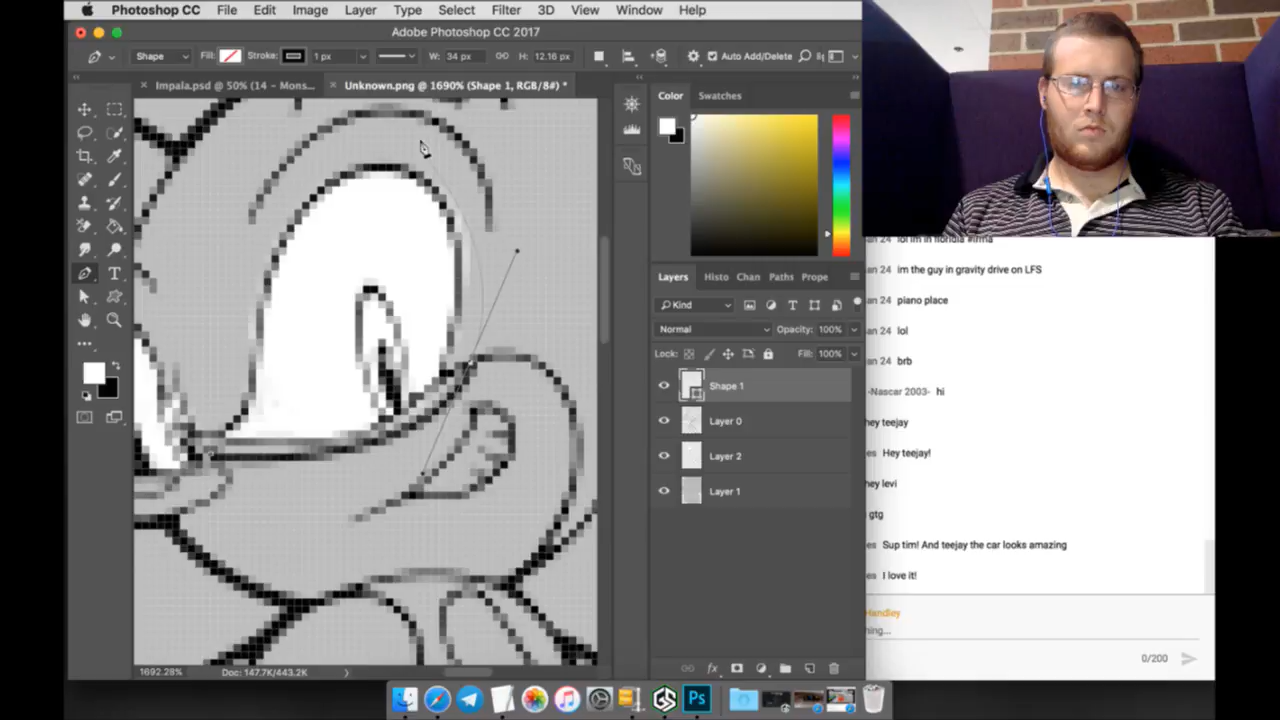 Photoshop CC File Edit Image Layer Type Select Filter 3D View Window Help
Adobe Photoshop CC 2017
Shape Fill: Stroke: 1 px W: 34 px H: 12.16 px Auto Add/Delete
Impala.psd @ 50% (14 - Mons... Unknown.png @ 1690% (Shape 1, RGB/8#) *
Color Swatches
Layers Histo Chan Paths Prope
Kind
Normal Opacity: 100%
Lock: Fill: 100%
Shape 1
Layer 0
Layer 2
Layer 1
1692.28% Doc: 147.7K/443.2K
fx
Ps
an 24 lol im in floridia #irma
an 24 im the guy in gravity drive on LFS
an 24 piano place
an 24 lol
an 24 brb
-Nascar 2003- hi
hey teejay
es Hey teejay!
hey levi
gtg
es Sup tim! And teejay the car looks amazing
es I love it!
Handley
hing...
0/200